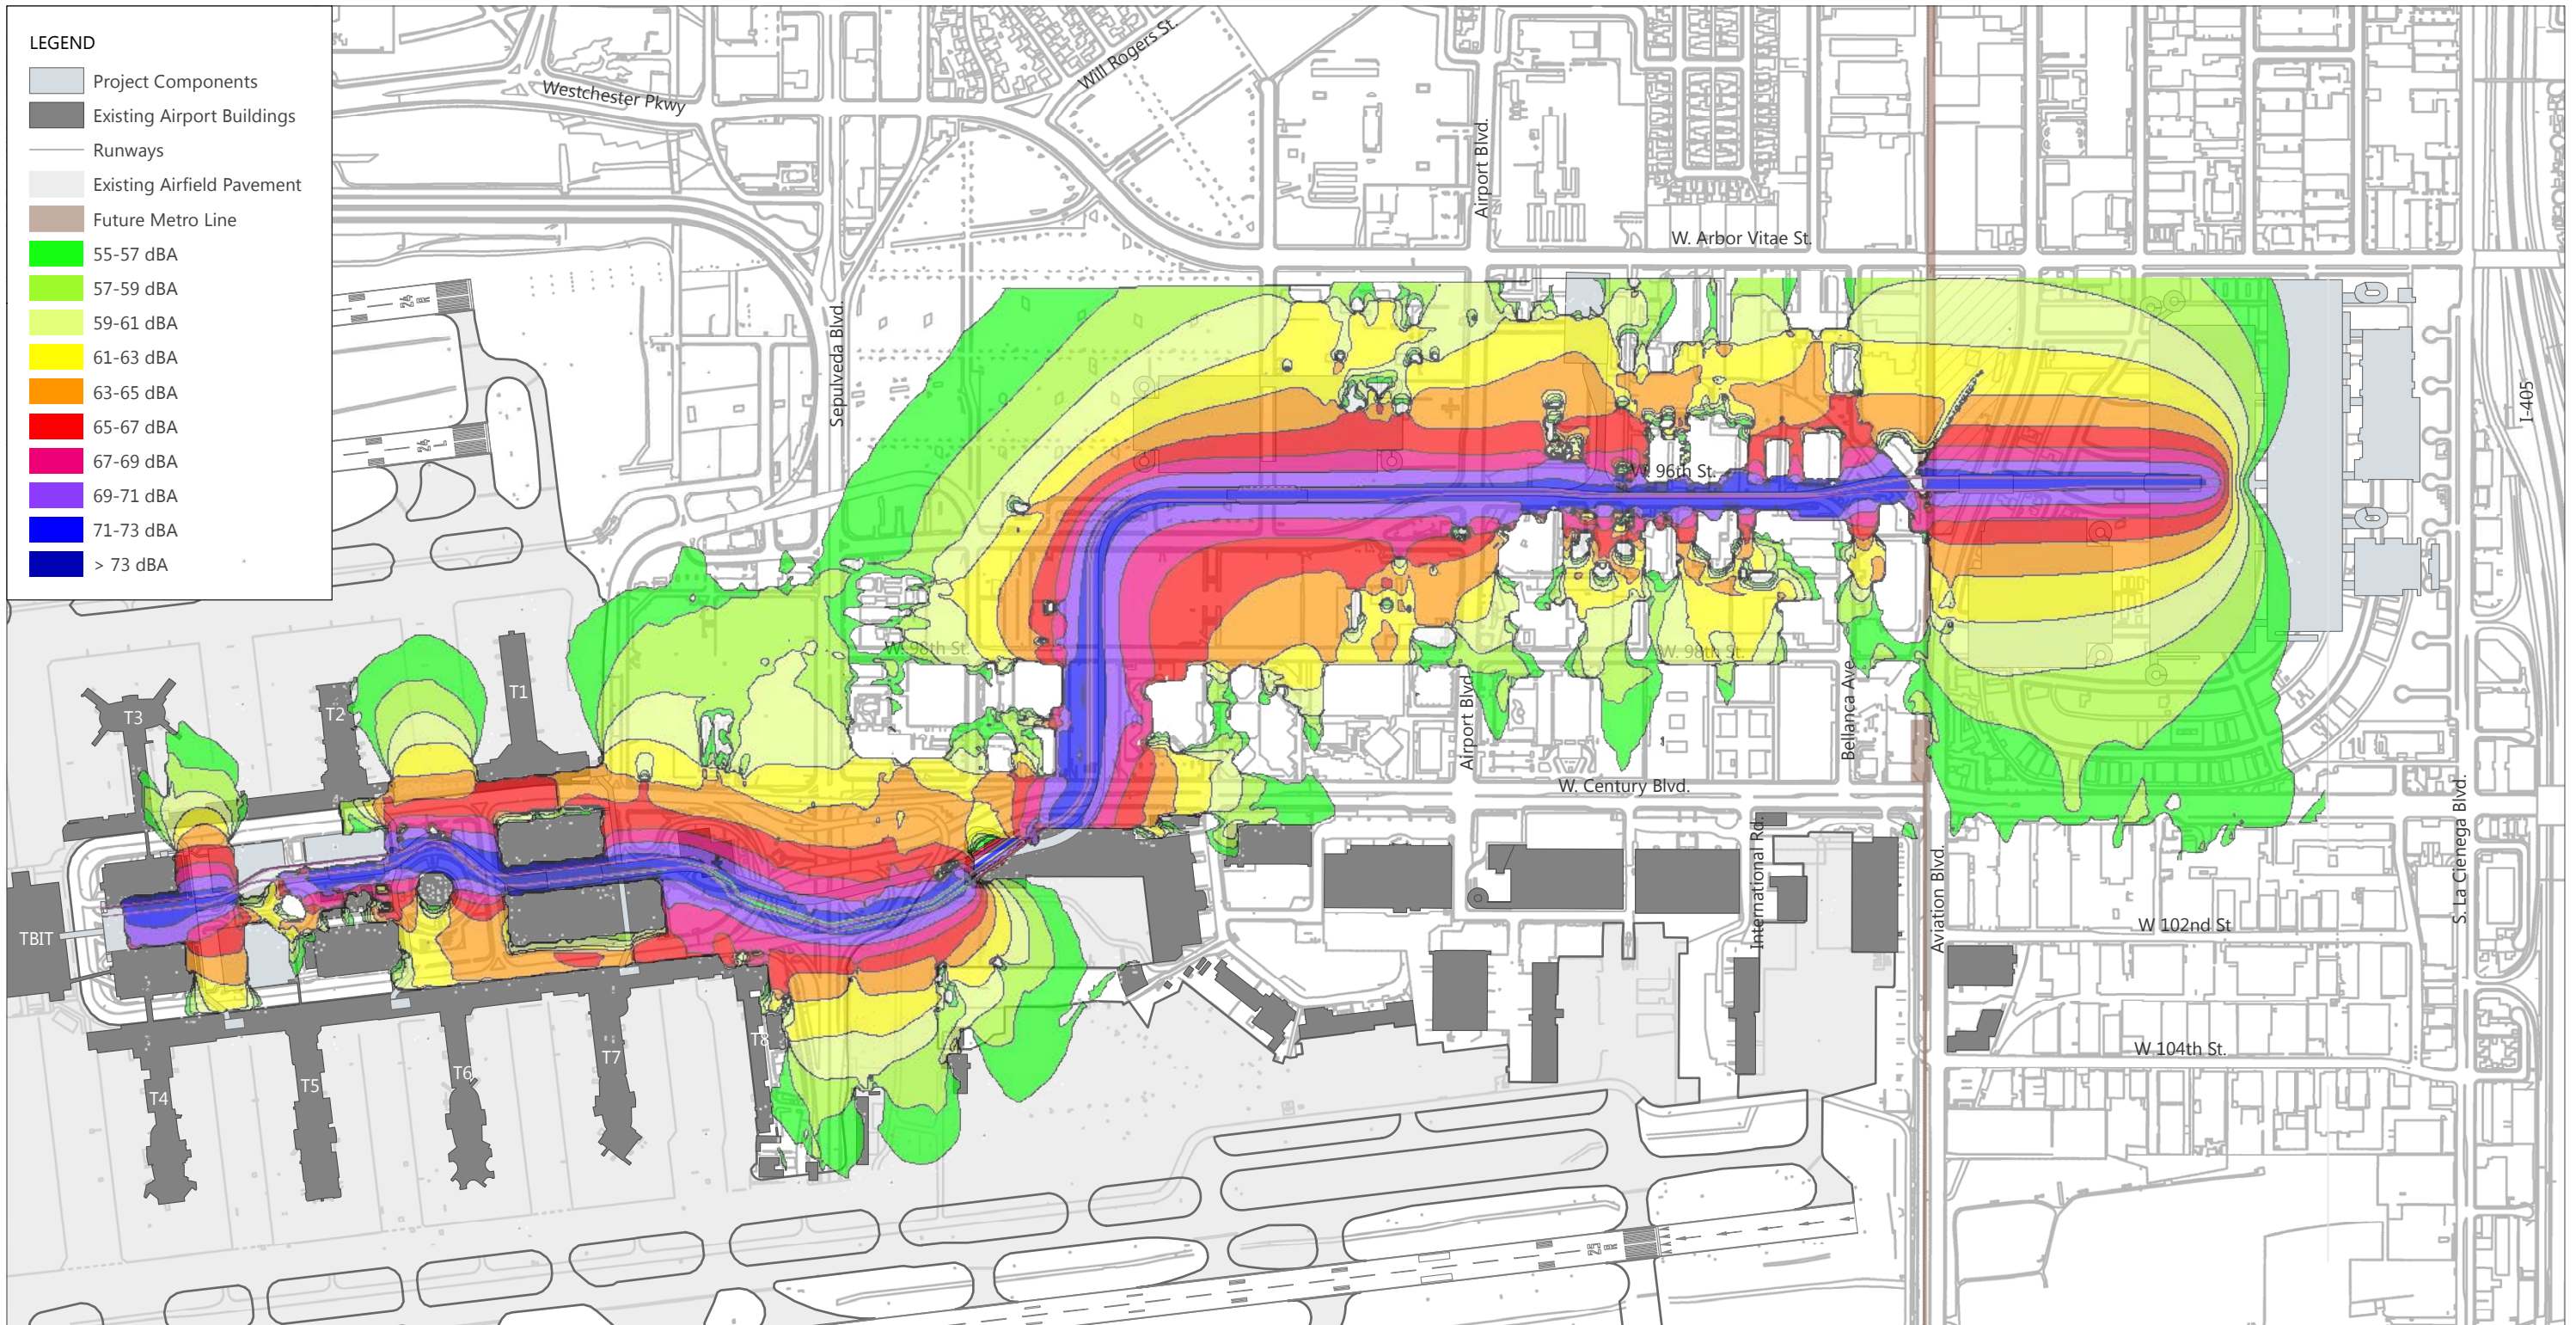 LEGEND
Project Components
Existing Airport Buildings
Runways
Existing Airfield Pavement
Future Metro Line
55-57 dBA
57-59 dBA
59-61 dBA
61-63 dBA
63-65 dBA
65-67 dBA
67-69 dBA
69-71 dBA
71-73 dBA
> 73 dBA
Westchester Pkwy
Will Rogers St.
Airport Blvd.
W. Arbor Vitae St.
Sepulveda Blvd.
I-405
24
R
24
L
W. 96th St.
W. 98th St.
W. 98th St.
T1
T2
T3
Airport Blvd.
Bellanca Ave.
W. Century Blvd.
International Rd.
Aviation Blvd.
S. La Cienega Blvd.
TBIT
W 102nd St
W 104th St.
T4
T5
T6
T7
T8
25
R